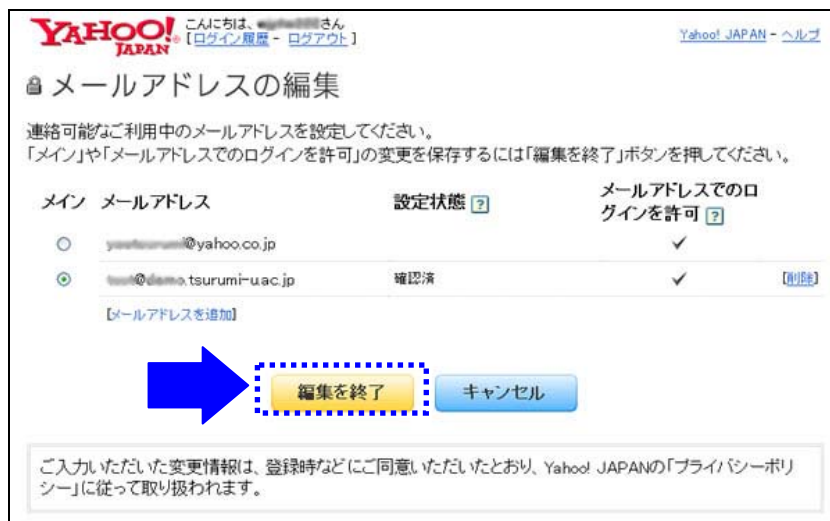 YAHOO! JAPAN こんにちは、さん
[ログイン履歴 - ログアウト]
Yahoo! JAPAN - ヘルプ
メールアドレスの編集
連絡可能なご利用中のメールアドレスを設定してください。
「メイン」や「メールアドレスでのログインを許可」の変更を保存するには「編集を終了」ボタンを押してください。
メイン メールアドレス 設定状態 ? メールアドレスでのロ
グインを許可 ?
@yahoo.co.jp ✓
.tsurumi-u.ac.jp 確認済 ✓ [削除]
[メールアドレスを追加]
編集を終了 キャンセル
ご入力いただいた変更情報は、登録時などにご同意いただいたとおり、Yahoo! JAPANの「プライバシーポリ
シー」に従って取り扱われます。